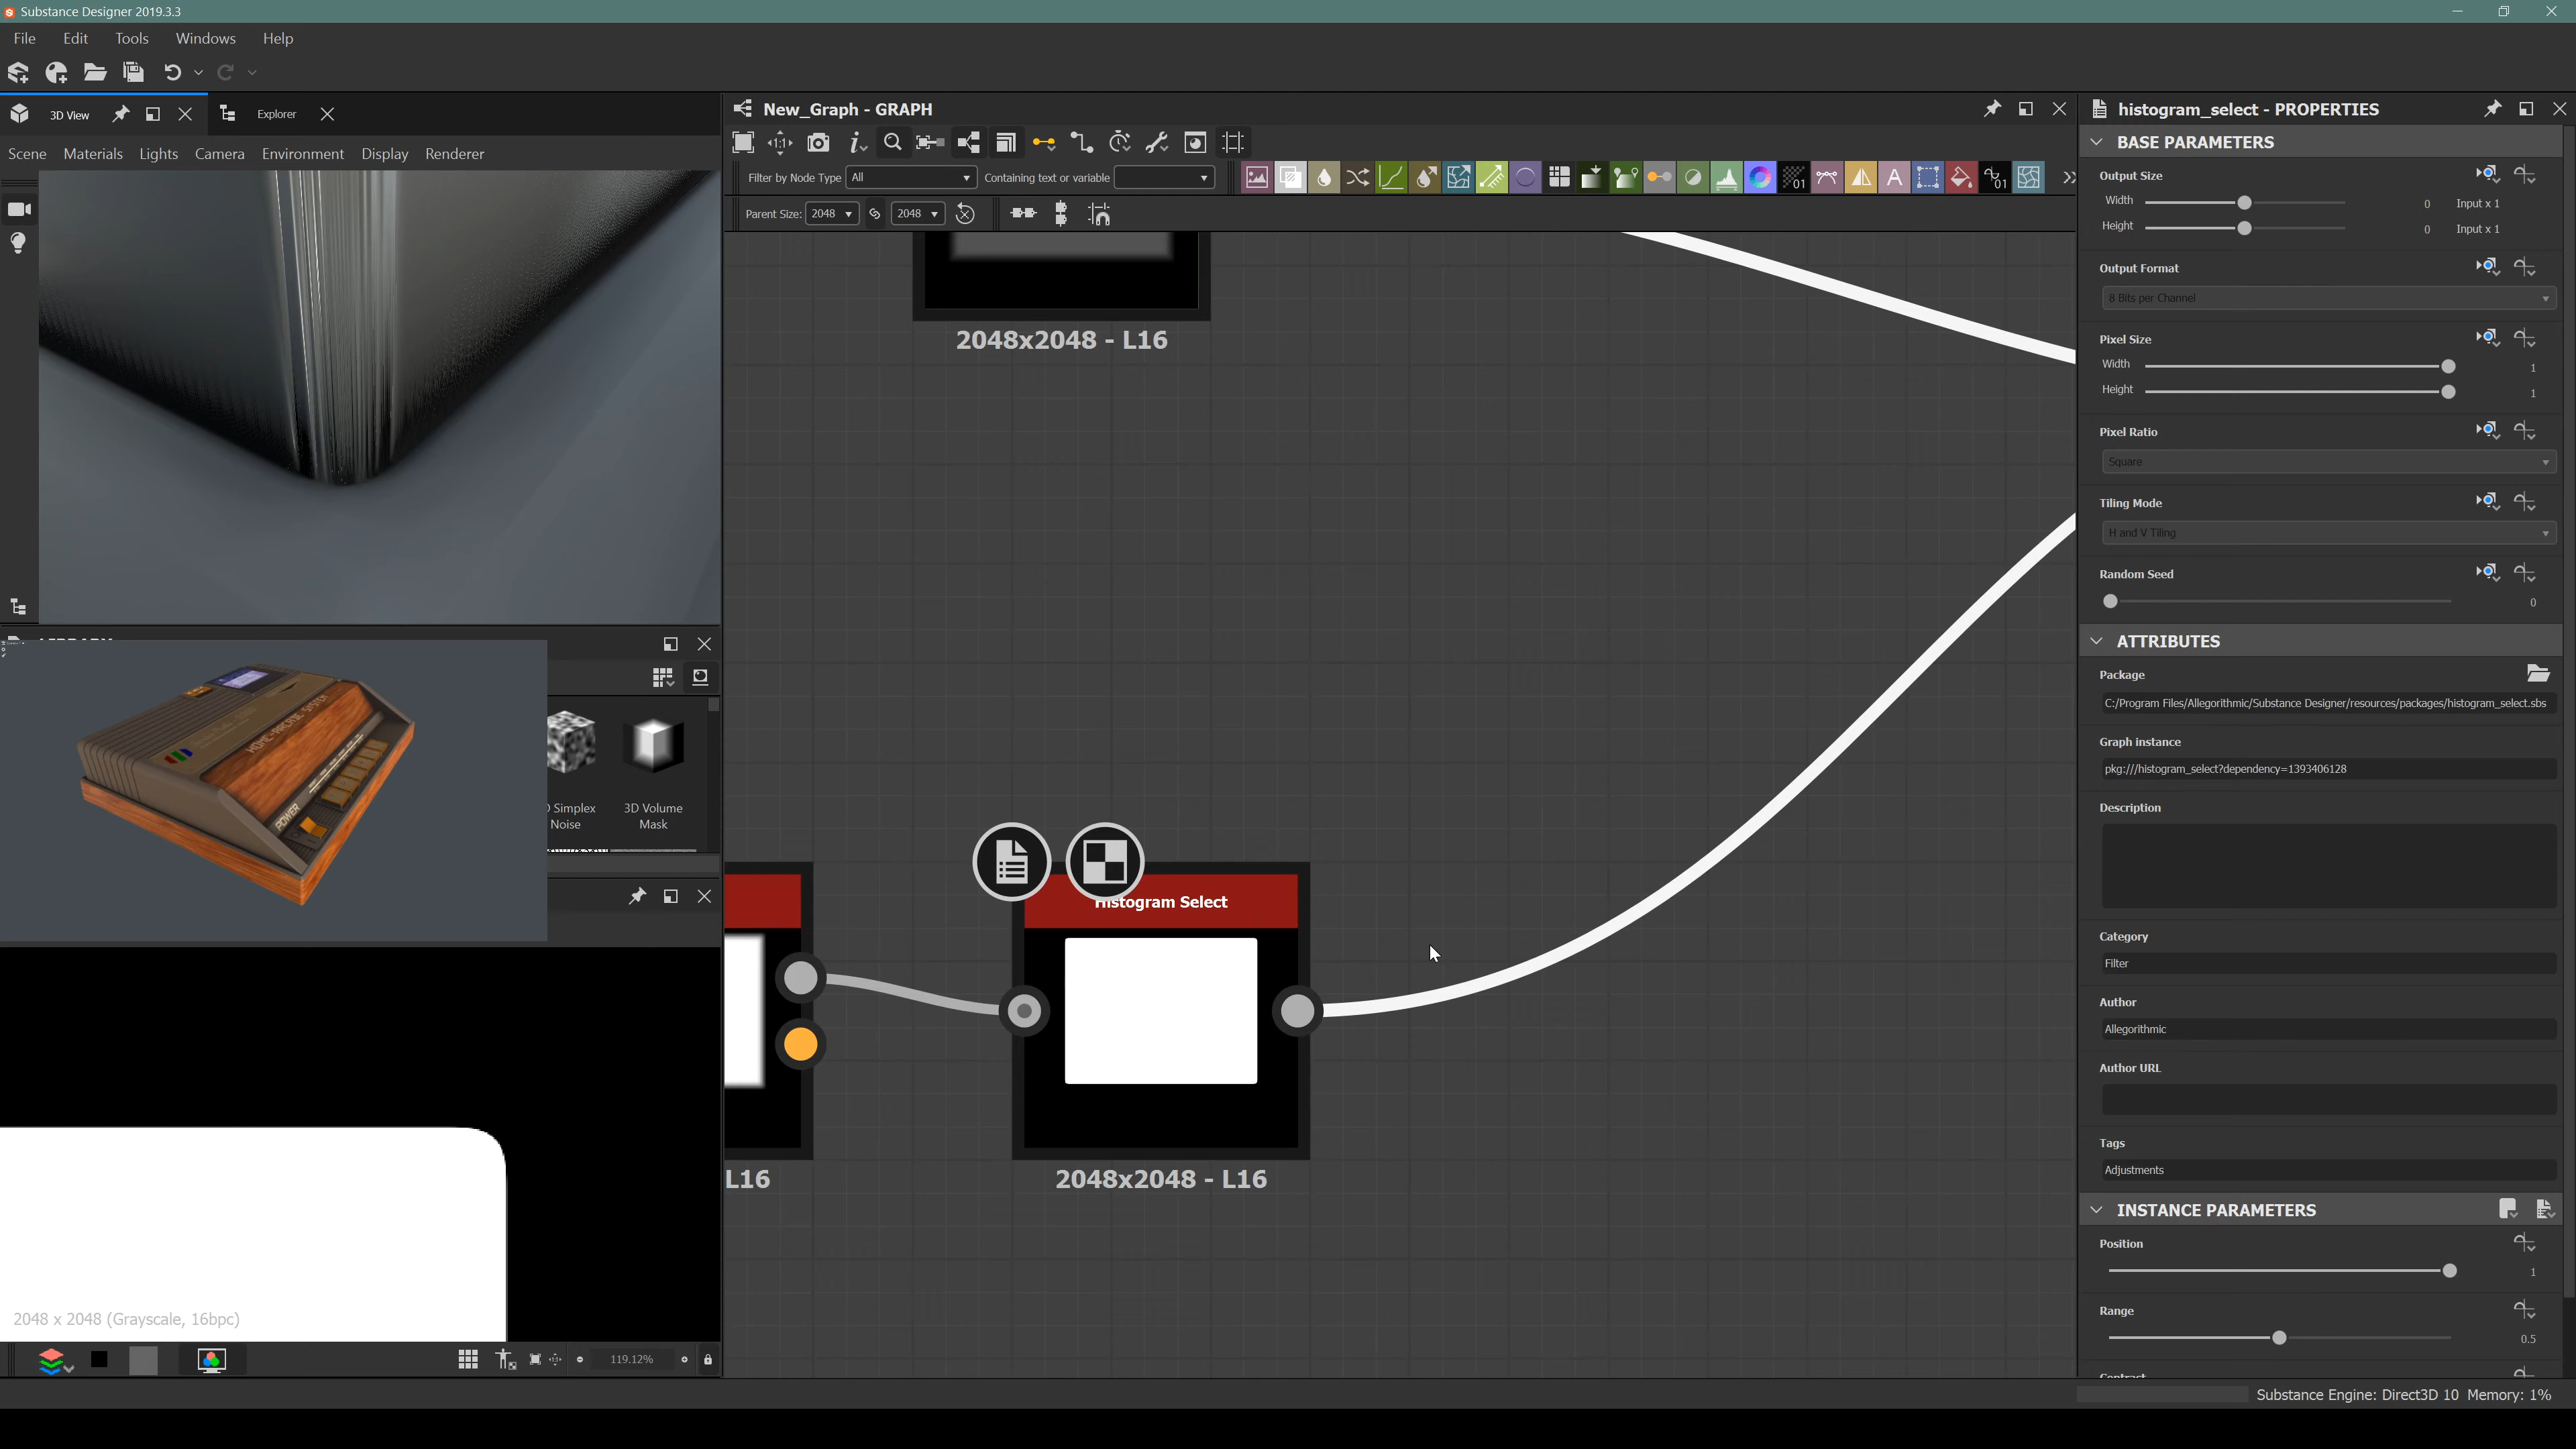 Substance Designer 2019.3.3
File Edit Tools Windows Help
3D View Explorer
Scene Materials Lights Camera Environment Display Renderer
New_Graph - GRAPH
Filter by Node Type All Containing text or variable
Parent Size: 2048 2048
2048x2048 - L16
Simplex
Noise
3D Volume
Mask
HOME-ARCADE SYSTEM
POWER
Histogram Select
L16
2048x2048 - L16
2048 x 2048 (Grayscale, 16bpc)
119.12%
histogram_select - PROPERTIES
BASE PARAMETERS
Output Size
Width 0 Input x 1
Height 0 Input x 1
Output Format
8 Bits per Channel
Pixel Size
Width 1
Height 1
Pixel Ratio
Square
Tiling Mode
H and V Tiling
Random Seed
0
ATTRIBUTES
Package
C:/Program Files/Allegorithmic/Substance Designer/resources/packages/histogram_select.sbs
Graph instance
pkg:///histogram_select?dependency=1393406128
Description
Category
Filter
Author
Allegorithmic
Author URL
Tags
Adjustments
INSTANCE PARAMETERS
Position
1
Range
0.5
Contrast
Substance Engine: Direct3D 10 Memory: 1%